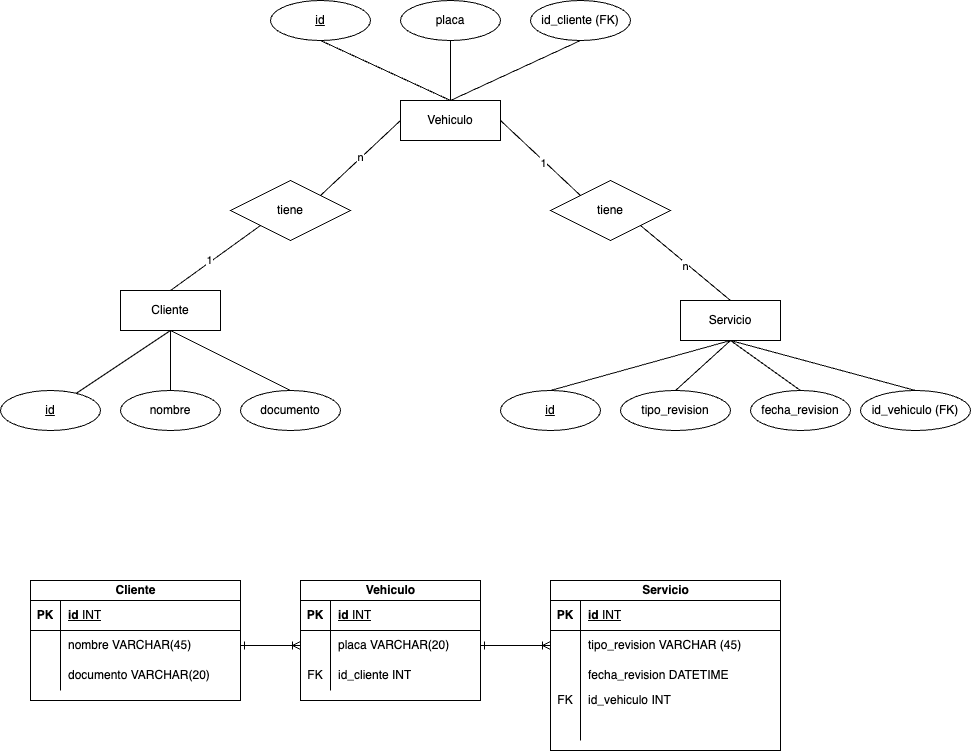 id
placa
id_cliente (FK)
Vehiculo
n
1
tiene
tiene
1
n
Cliente
Servicio
id
nombre
documento
id
tipo_revision
fecha_revision
id_vehiculo (FK)
Cliente
PK id INT
nombre VARCHAR(45)
documento VARCHAR(20)
Vehiculo
PK id INT
placa VARCHAR(20)
FK id_cliente INT
Servicio
PK id INT
tipo_revision VARCHAR (45)
fecha_revision DATETIME
FK id_vehiculo INT